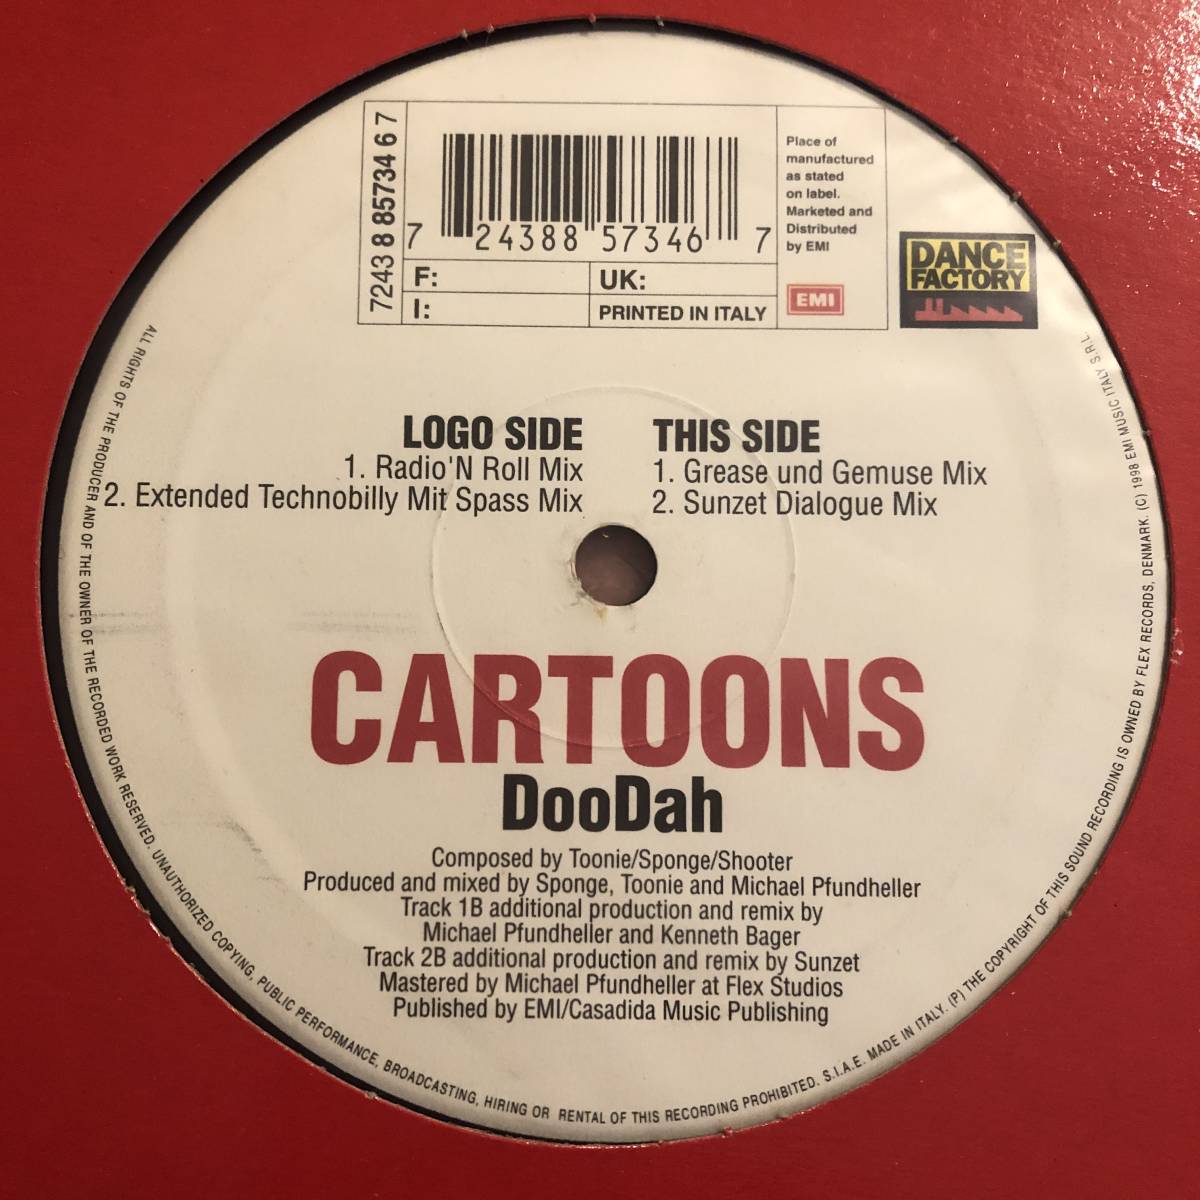 7243 8 85734 6 7
7 24388 57346 7
F:
UK:
I:
PRINTED IN ITALY
Place of
manufactured
as stated
on label.
Marketed and
Distributed
by EMI
EMI
DANCE
FACTORY
LOGO SIDE
1. Radio'N Roll Mix
2. Extended Technobilly Mit Spass Mix
THIS SIDE
1. Grease und Gemuse Mix
2. Sunzet Dialogue Mix
CARTOONS
DooDah
Composed by Toonie/Sponge/Shooter
Produced and mixed by Sponge, Toonie and Michael Pfundheller
Track 1B additional production and remix by
Michael Pfundheller and Kenneth Bager
Track 2B additional production and remix by Sunzet
Mastered by Michael Pfundheller at Flex Studios
Published by EMI/Casadida Music Publishing
ALL RIGHTS OF THE PRODUCER AND OF THE OWNER OF THE RECORDED WORK RESERVED. UNAUTHORIZED COPYING, PUBLIC PERFORMANCE, BROADCASTING, HIRING OR RENTAL OF THIS RECORDING PROHIBITED. S.I.A.E. MADE IN ITALY. (P) THE COPYRIGHT OF THIS SOUND RECORDING IS OWNED BY FLEX RECORDS, DENMARK. (C) 1998 EMI MUSIC ITALY S.R.L.